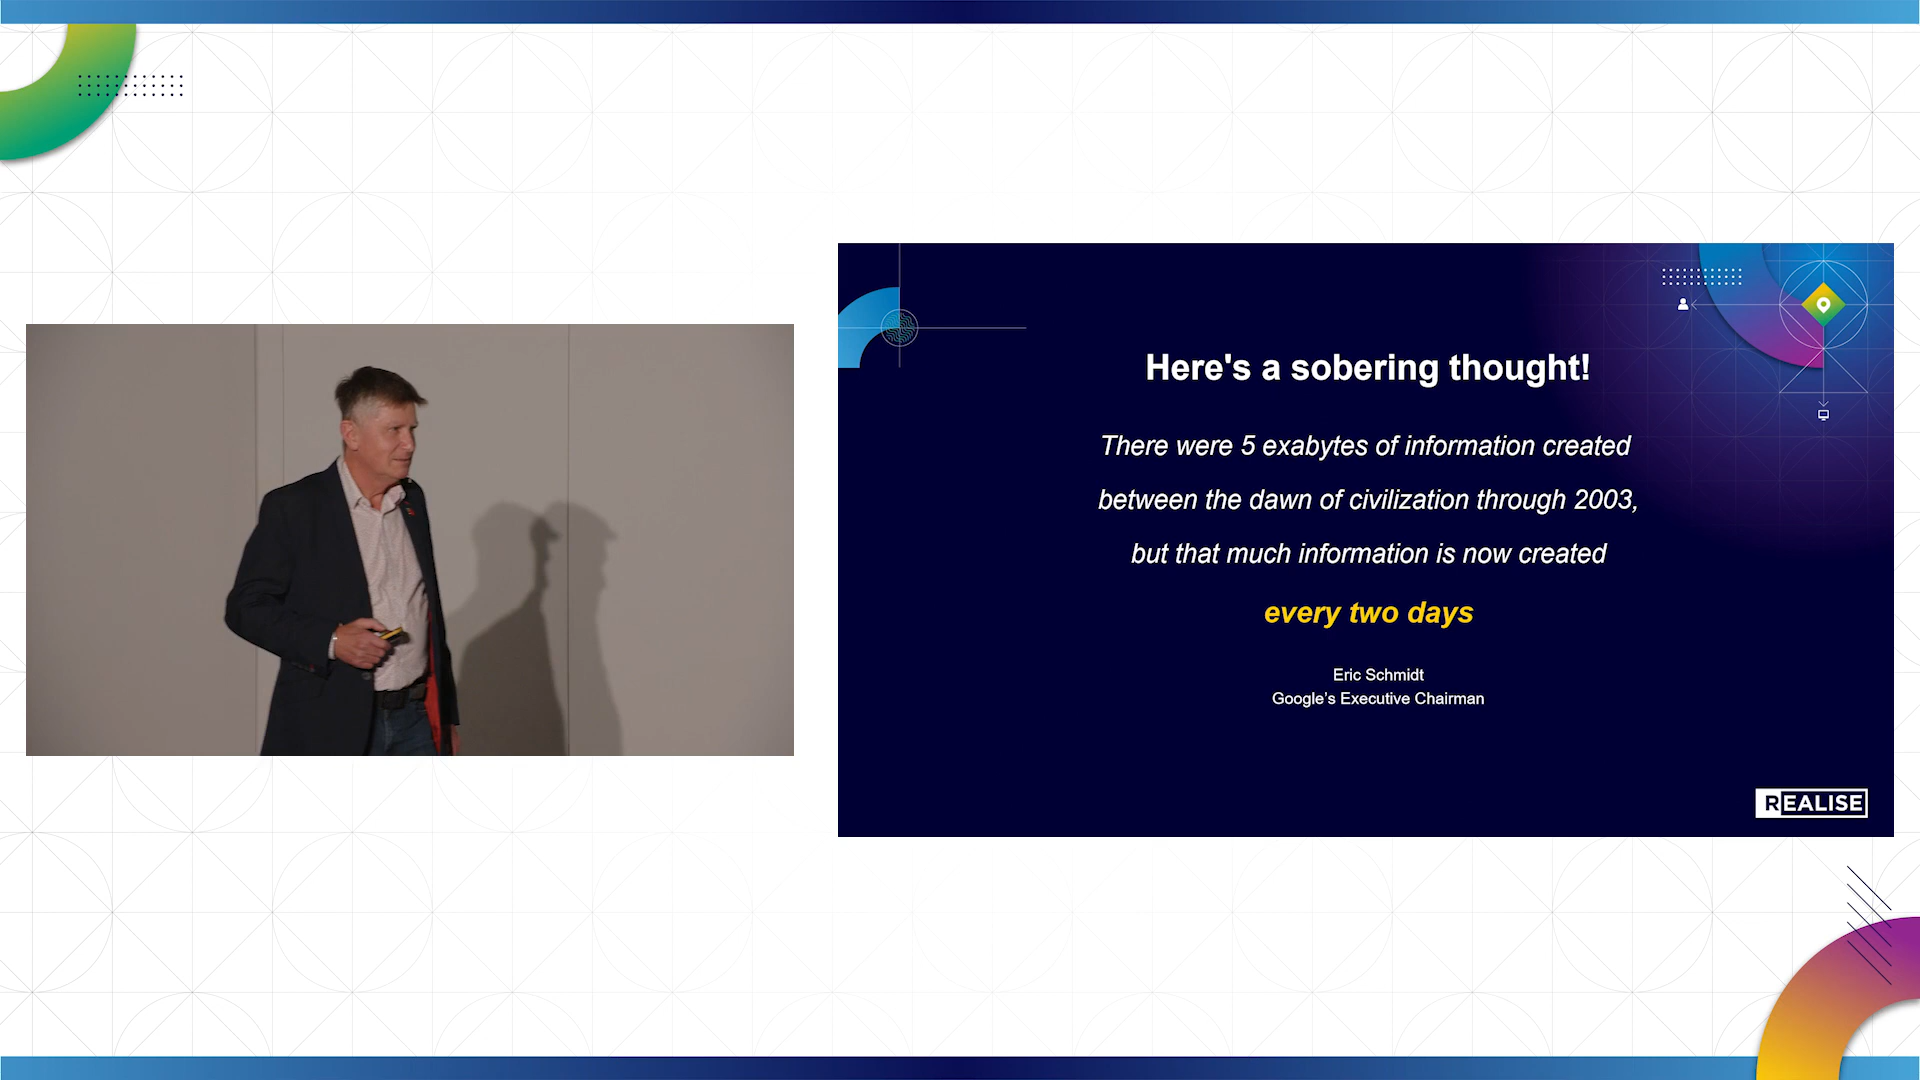 Here's a sobering thought!
There were 5 exabytes of information created
between the dawn of civilization through 2003,
but that much information is now created
every two days
Eric Schmidt
Google’s Executive Chairman
REALISE